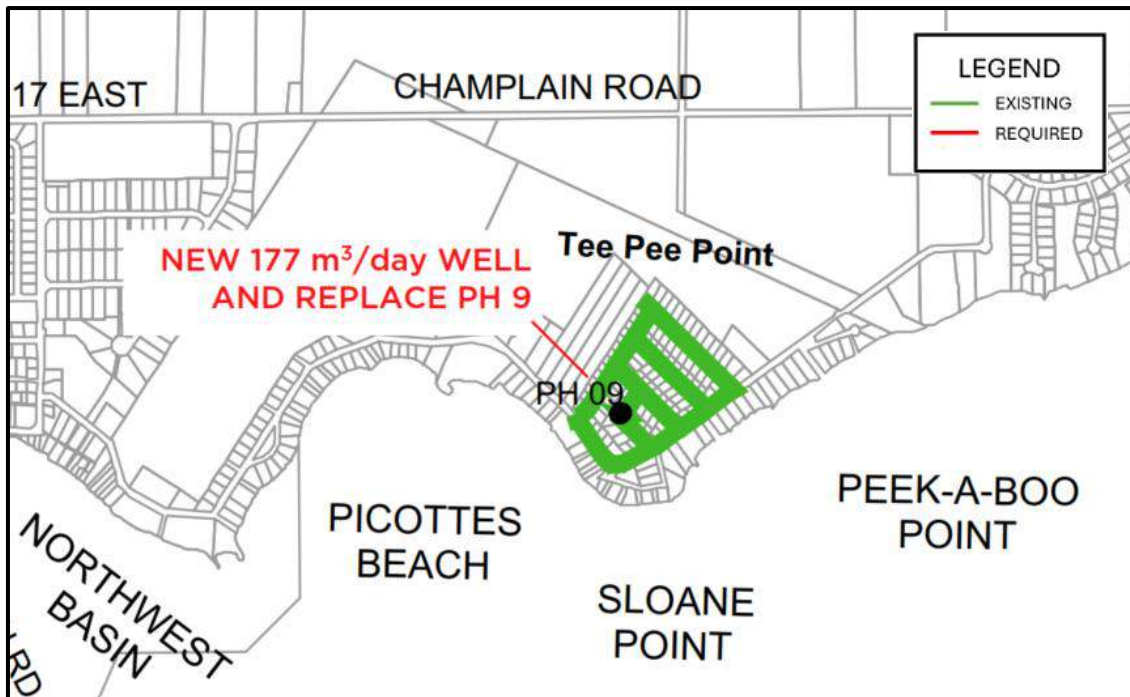 17 EAST
CHAMPLAIN ROAD
LEGEND
EXISTING
REQUIRED
NEW 177 m³/day WELL
AND REPLACE PH 9
Tee Pee Point
PH 09
PICOTTES
BEACH
PEEK-A-BOO
POINT
NORTHWEST
BASIN
SLOANE
POINT
RD